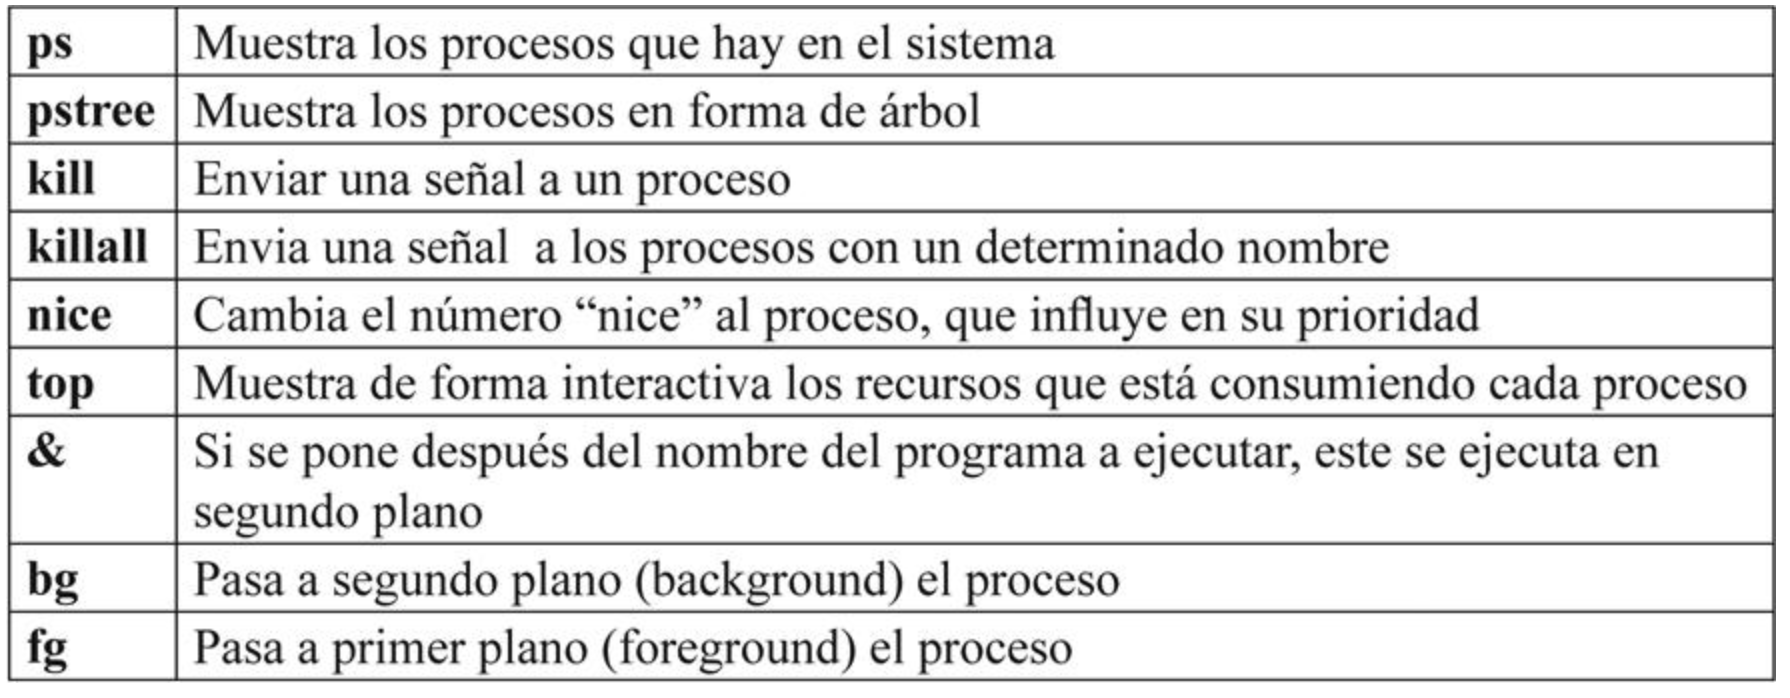 ps Muestra los procesos que hay en el sistema
pstree Muestra los procesos en forma de árbol
kill Enviar una señal a un proceso
killall Envia una señal  a los procesos con un determinado nombre
nice Cambia el número “nice” al proceso, que influye en su prioridad
top Muestra de forma interactiva los recursos que está consumiendo cada proceso
& Si se pone después del nombre del programa a ejecutar, este se ejecuta en
segundo plano
bg Pasa a segundo plano (background) el proceso
fg Pasa a primer plano (foreground) el proceso